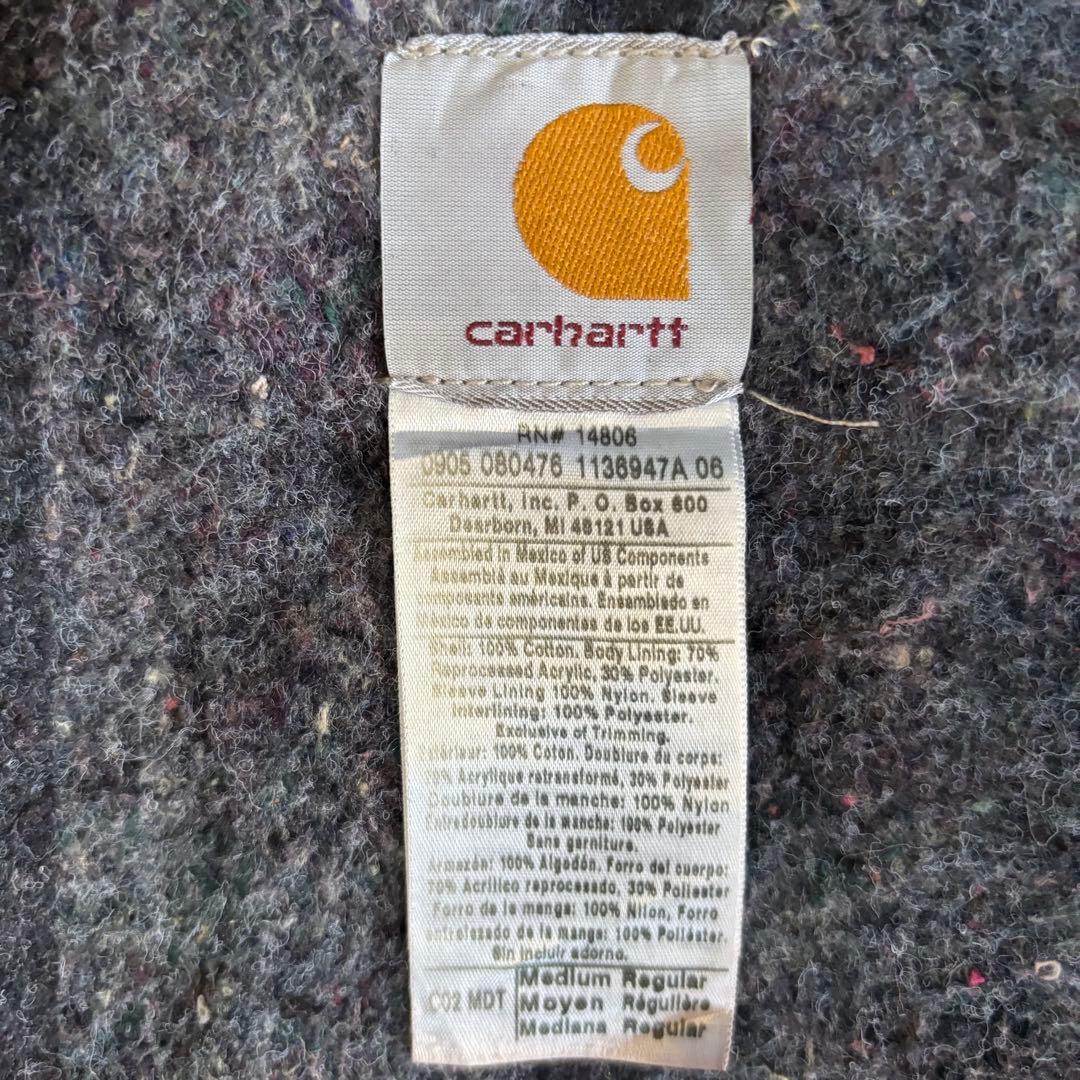 carhartt
RN# 14806
0905 080476 1136947A 06
Carhartt, Inc. P. O. Box 600
Dearborn, MI 48121 USA
Assembled in Mexico of US Components
Assemblé au Mexique à partir de
composants américains. Ensamblado en
Mexico de componentes de los EE.UU.
Shell: 100% Cotton. Body Lining: 70%
Reprocessed Acrylic, 30% Polyester.
Sleeve Lining 100% Nylon. Sleeve
Interlining: 100% Polyester.
Exclusive of Trimming.
Extérieur: 100% Coton. Doublure du corps:
70% Acrylique retransformé, 30% Polyester
Doublure de la manche: 100% Nylon
Entredoublure de la manche: 100% Polyester
Sans garniture.
Armazón: 100% Algodón. Forro del cuerpo:
70% Acrílico reprocesado, 30% Poliester
Forro de la manga: 100% Nilon, Forro
entrelazado de la manga: 100% Poliéster.
Sin incluir adorno.
C02 MDT
Medium Regular
Moyen Régulière
Mediana Regular